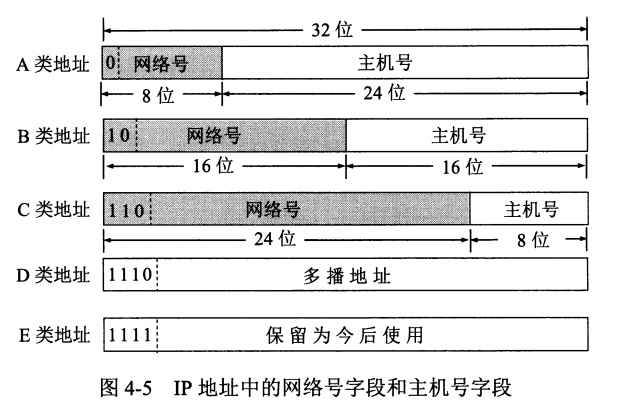 32 位
A 类地址 0 网络号 主机号
8 位 24 位
B 类地址 10 网络号 主机号
16 位 16 位
C 类地址 110 网络号 主机号
24 位 8 位
D 类地址 1110 多播地址
E 类地址 1111 保留为今后使用
图 4-5 IP 地址中的网络号字段和主机号字段